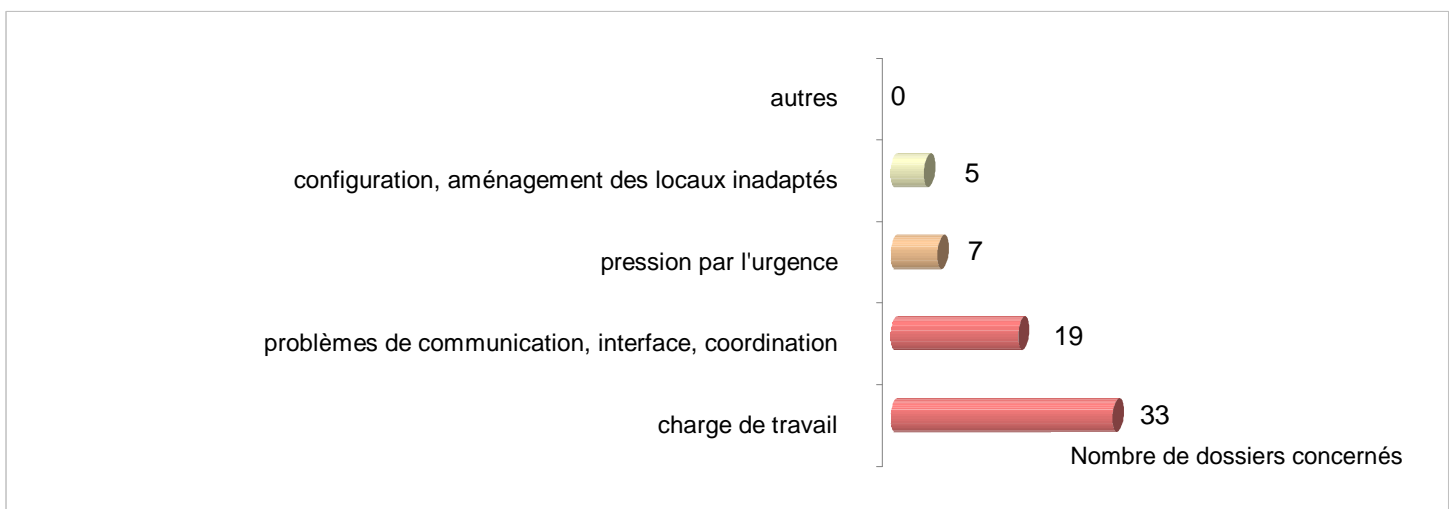 autres 0
configuration, aménagement des locaux inadaptés 5
pression par l'urgence 7
problèmes de communication, interface, coordination 19
charge de travail 33
Nombre de dossiers concernés